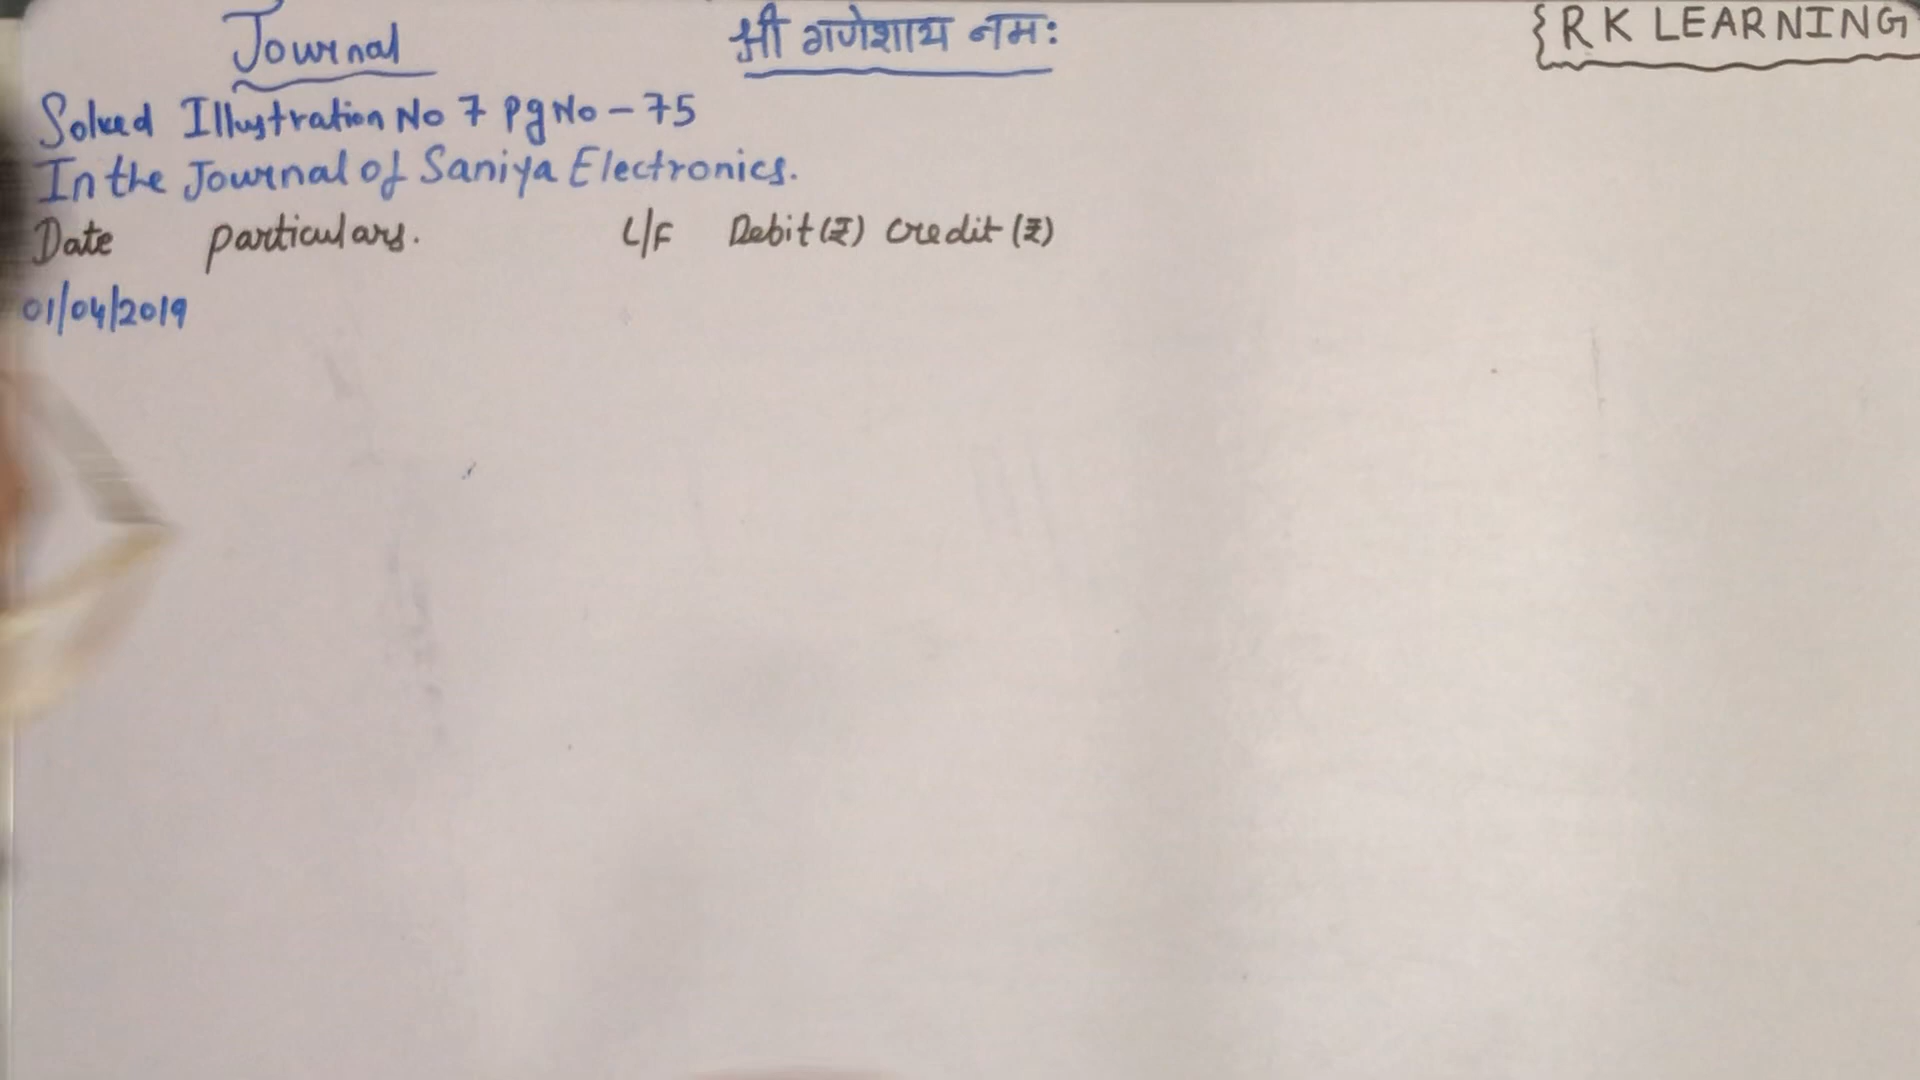 Journal
श्री गणेशाय नमः
{RK LEARNING
Solved Illustration No 7 Pg No - 75
In the Journal of Saniya Electronics.
Date particulars. L/F Debit (₹) credit (₹)
01/04/2019